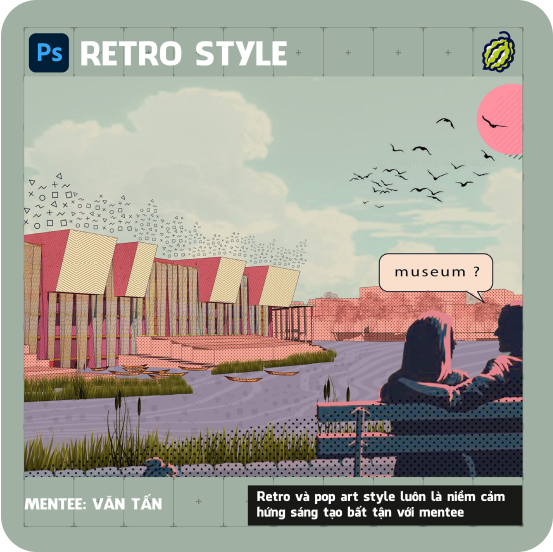 Ps RETRO STYLE
museum ?
MENTEE: VĂN TẤN
Retro và pop art style luôn là niềm cảm
hứng sáng tạo bất tận với mentee